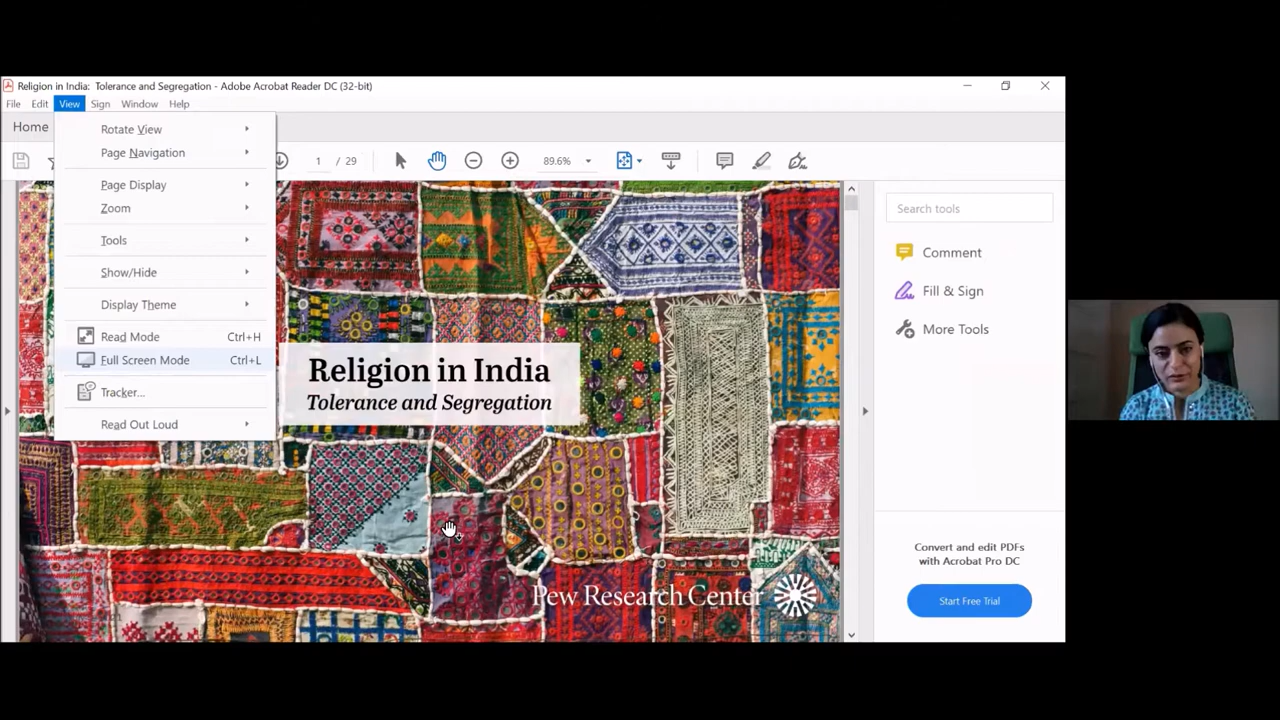 Religion in India: Tolerance and Segregation - Adobe Acrobat Reader DC (32-bit)
File Edit View Sign Window Help
Home
1 / 29 89.6%
Rotate View
Page Navigation
Page Display
Zoom
Tools
Show/Hide
Display Theme
Read Mode Ctrl+H
Full Screen Mode Ctrl+L
Tracker...
Read Out Loud
Religion in India
Tolerance and Segregation
Pew Research Center
Search tools
Comment
Fill & Sign
More Tools
Convert and edit PDFs
with Acrobat Pro DC
Start Free Trial